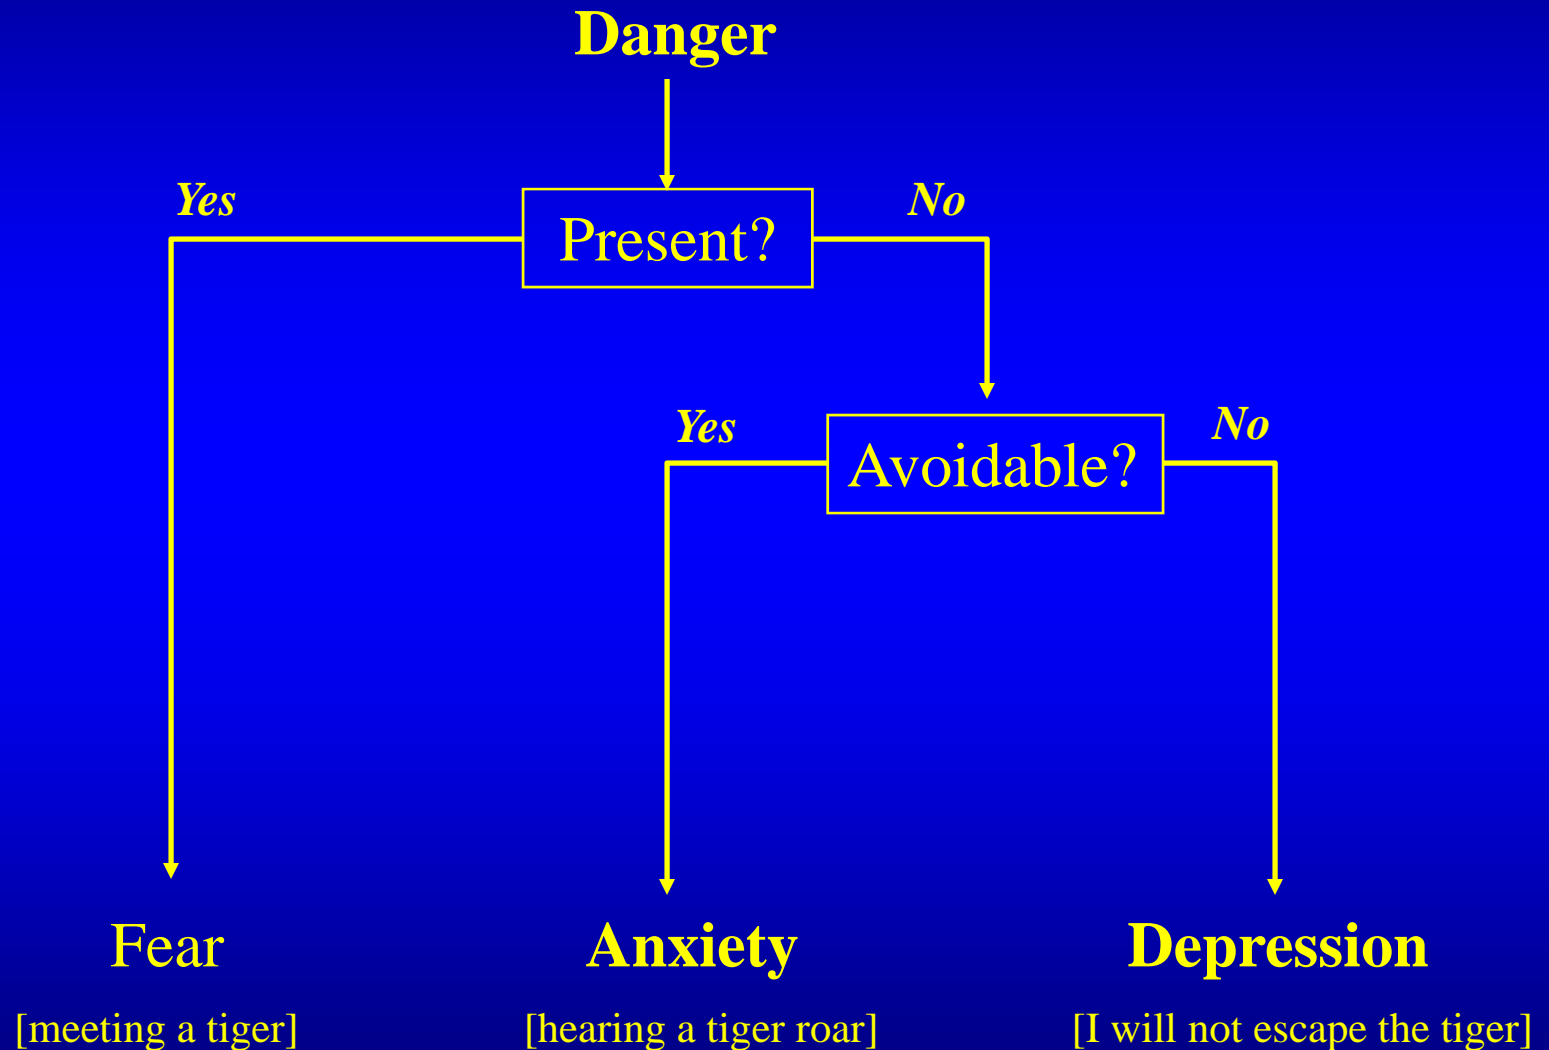 Danger
Yes
No
Present?
Yes
No
Avoidable?
Fear
Anxiety
Depression
[meeting a tiger]
[hearing a tiger roar]
[I will not escape the tiger]